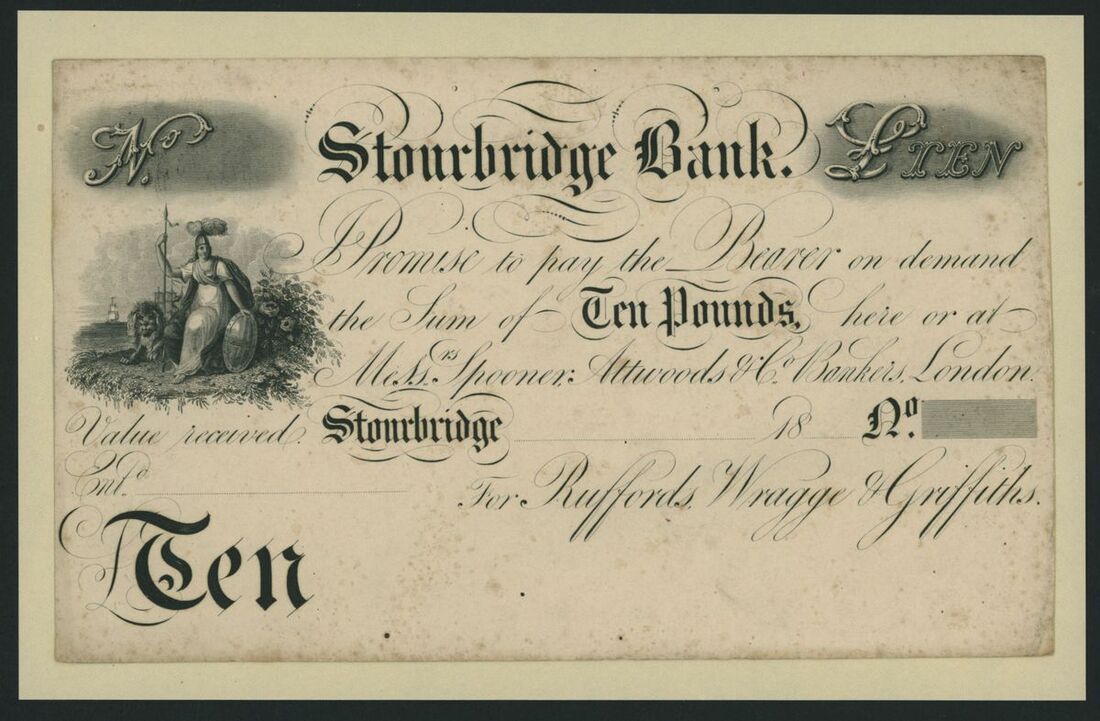 No.
Stourbridge Bank.
£TEN
I Promise to pay the Bearer on demand
the Sum of Ten Pounds, here or at
Messrs. Spooner, Attwoods & Co. Bankers, London.
Value received. Stourbridge 18 No.
Entd.
For Ruffords, Wragge & Griffiths.
£Ten